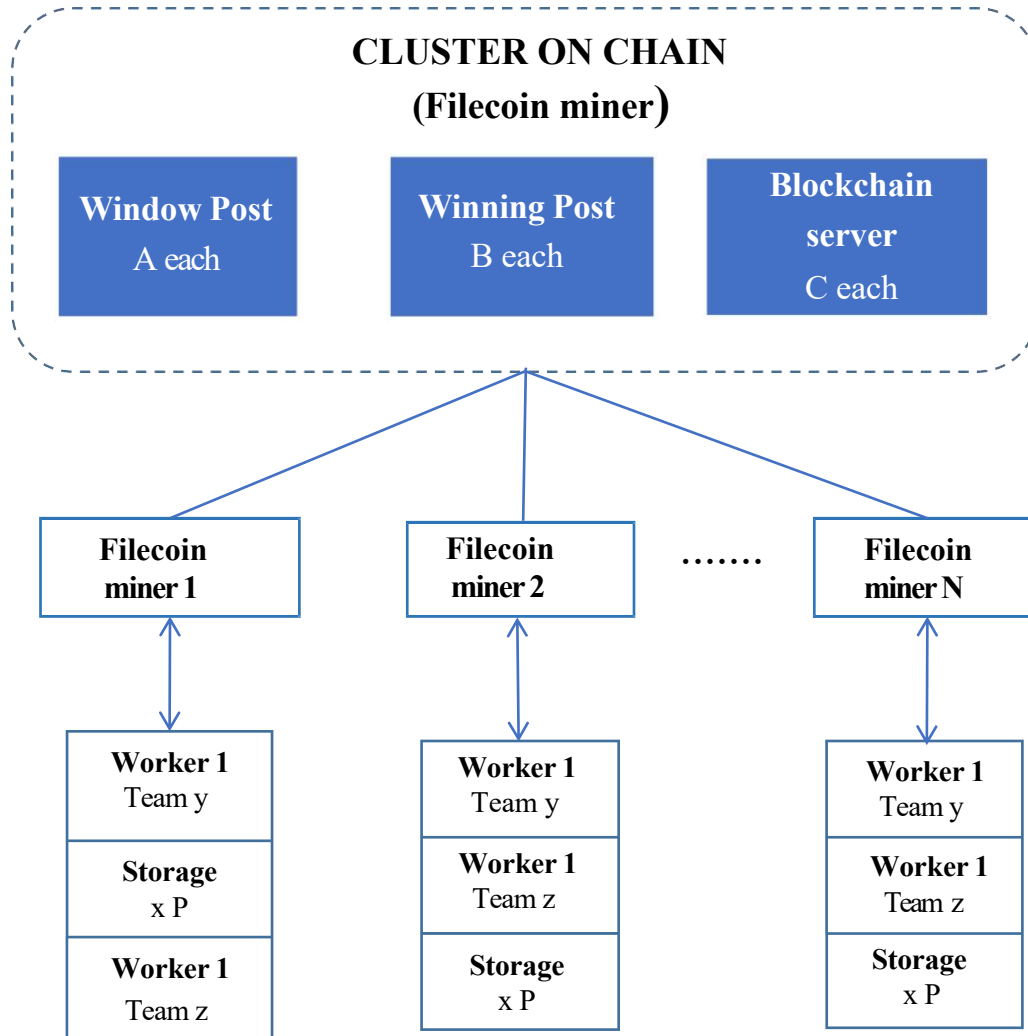 CLUSTER ON CHAIN
(Filecoin miner)
Window Post
A each
Winning Post
B each
Blockchain
server
C each
Filecoin
miner 1
Filecoin
miner 2
.......
Filecoin
miner N
Worker 1
Team y
Storage
x P
Worker 1
Team z
Worker 1
Team y
Worker 1
Team z
Storage
x P
Worker 1
Team y
Worker 1
Team z
Storage
x P